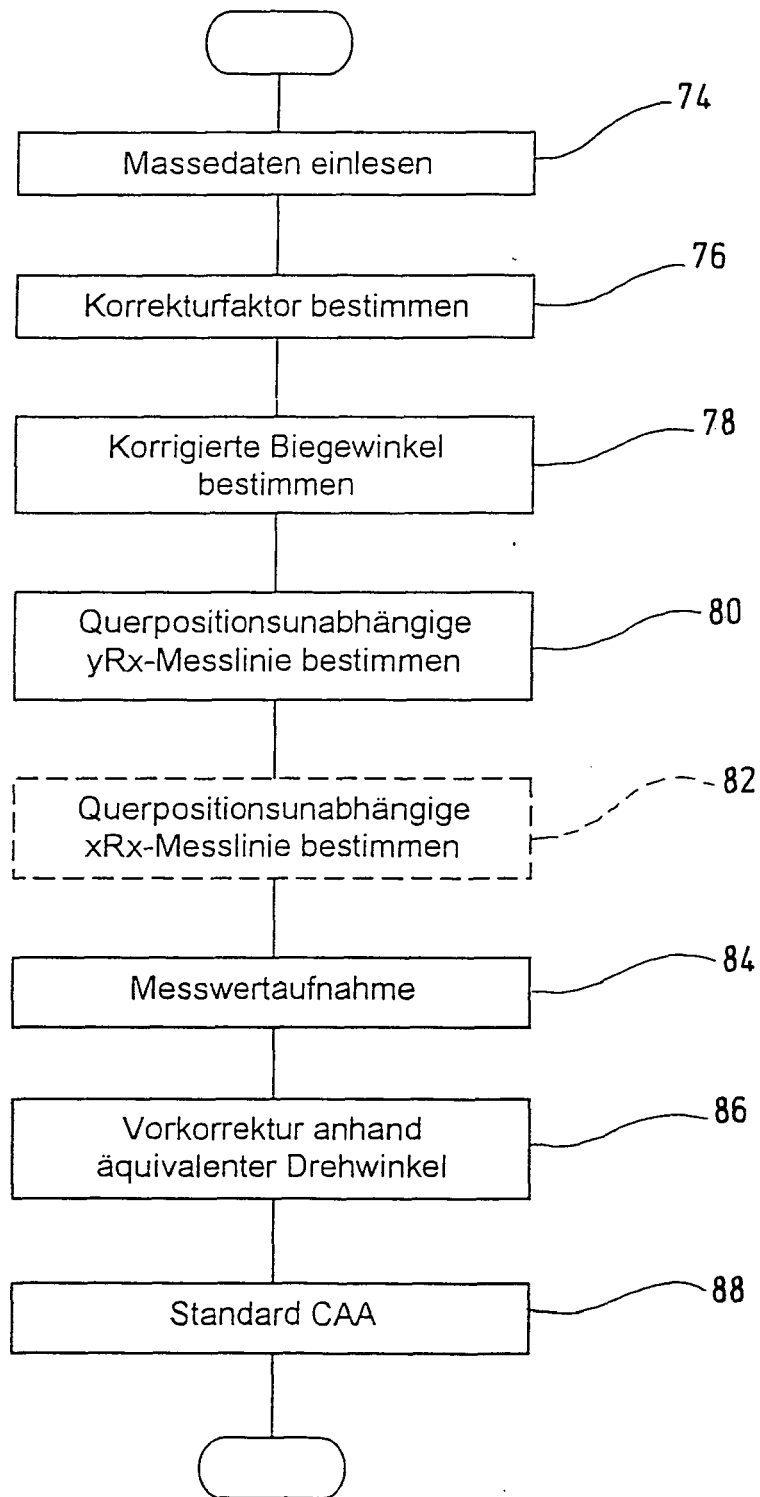 74
Massedaten einlesen
76
Korrekturfaktor bestimmen
78
Korrigierte Biegewinkel
bestimmen
80
Querpositionsunabhängige
yRx-Messlinie bestimmen
82
Querpositionsunabhängige
xRx-Messlinie bestimmen
84
Messwertaufnahme
86
Vorkorrektur anhand
äquivalenter Drehwinkel
88
Standard CAA